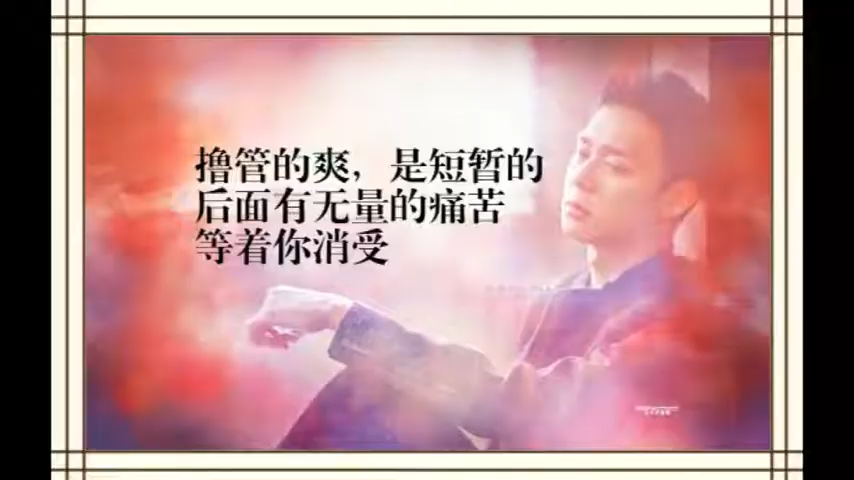 撸管的爽，是短暂的
后面有无量的痛苦
等着你消受